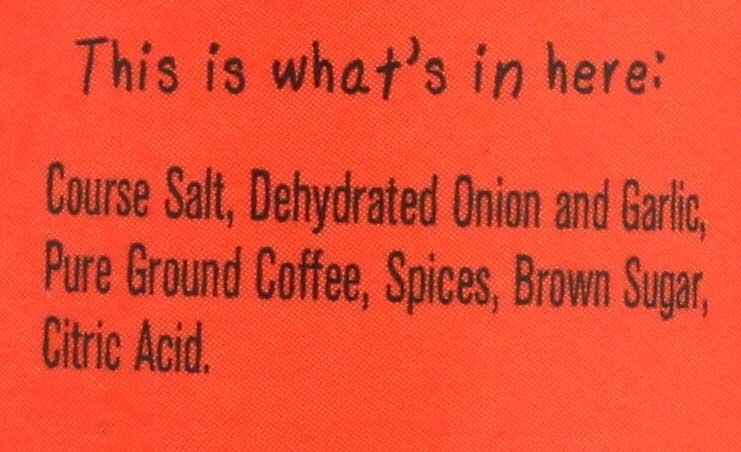 This is what's in here:
Course Salt, Dehydrated Onion and Garlic,
Pure Ground Coffee, Spices, Brown Sugar,
Citric Acid.